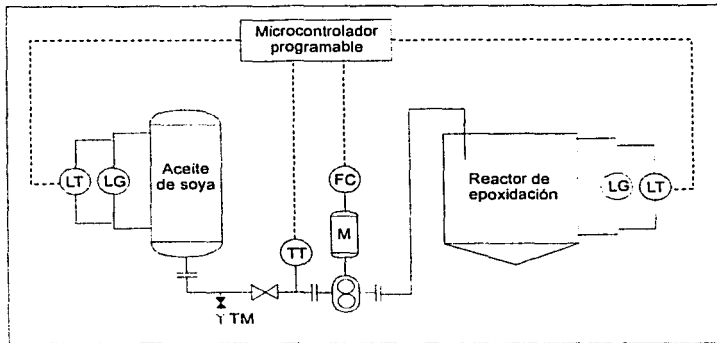 Microcontrolador
programable
Aceite
de soya
LT
LG
FC
M
TT
TM
Reactor de
epoxidación
LG
LT